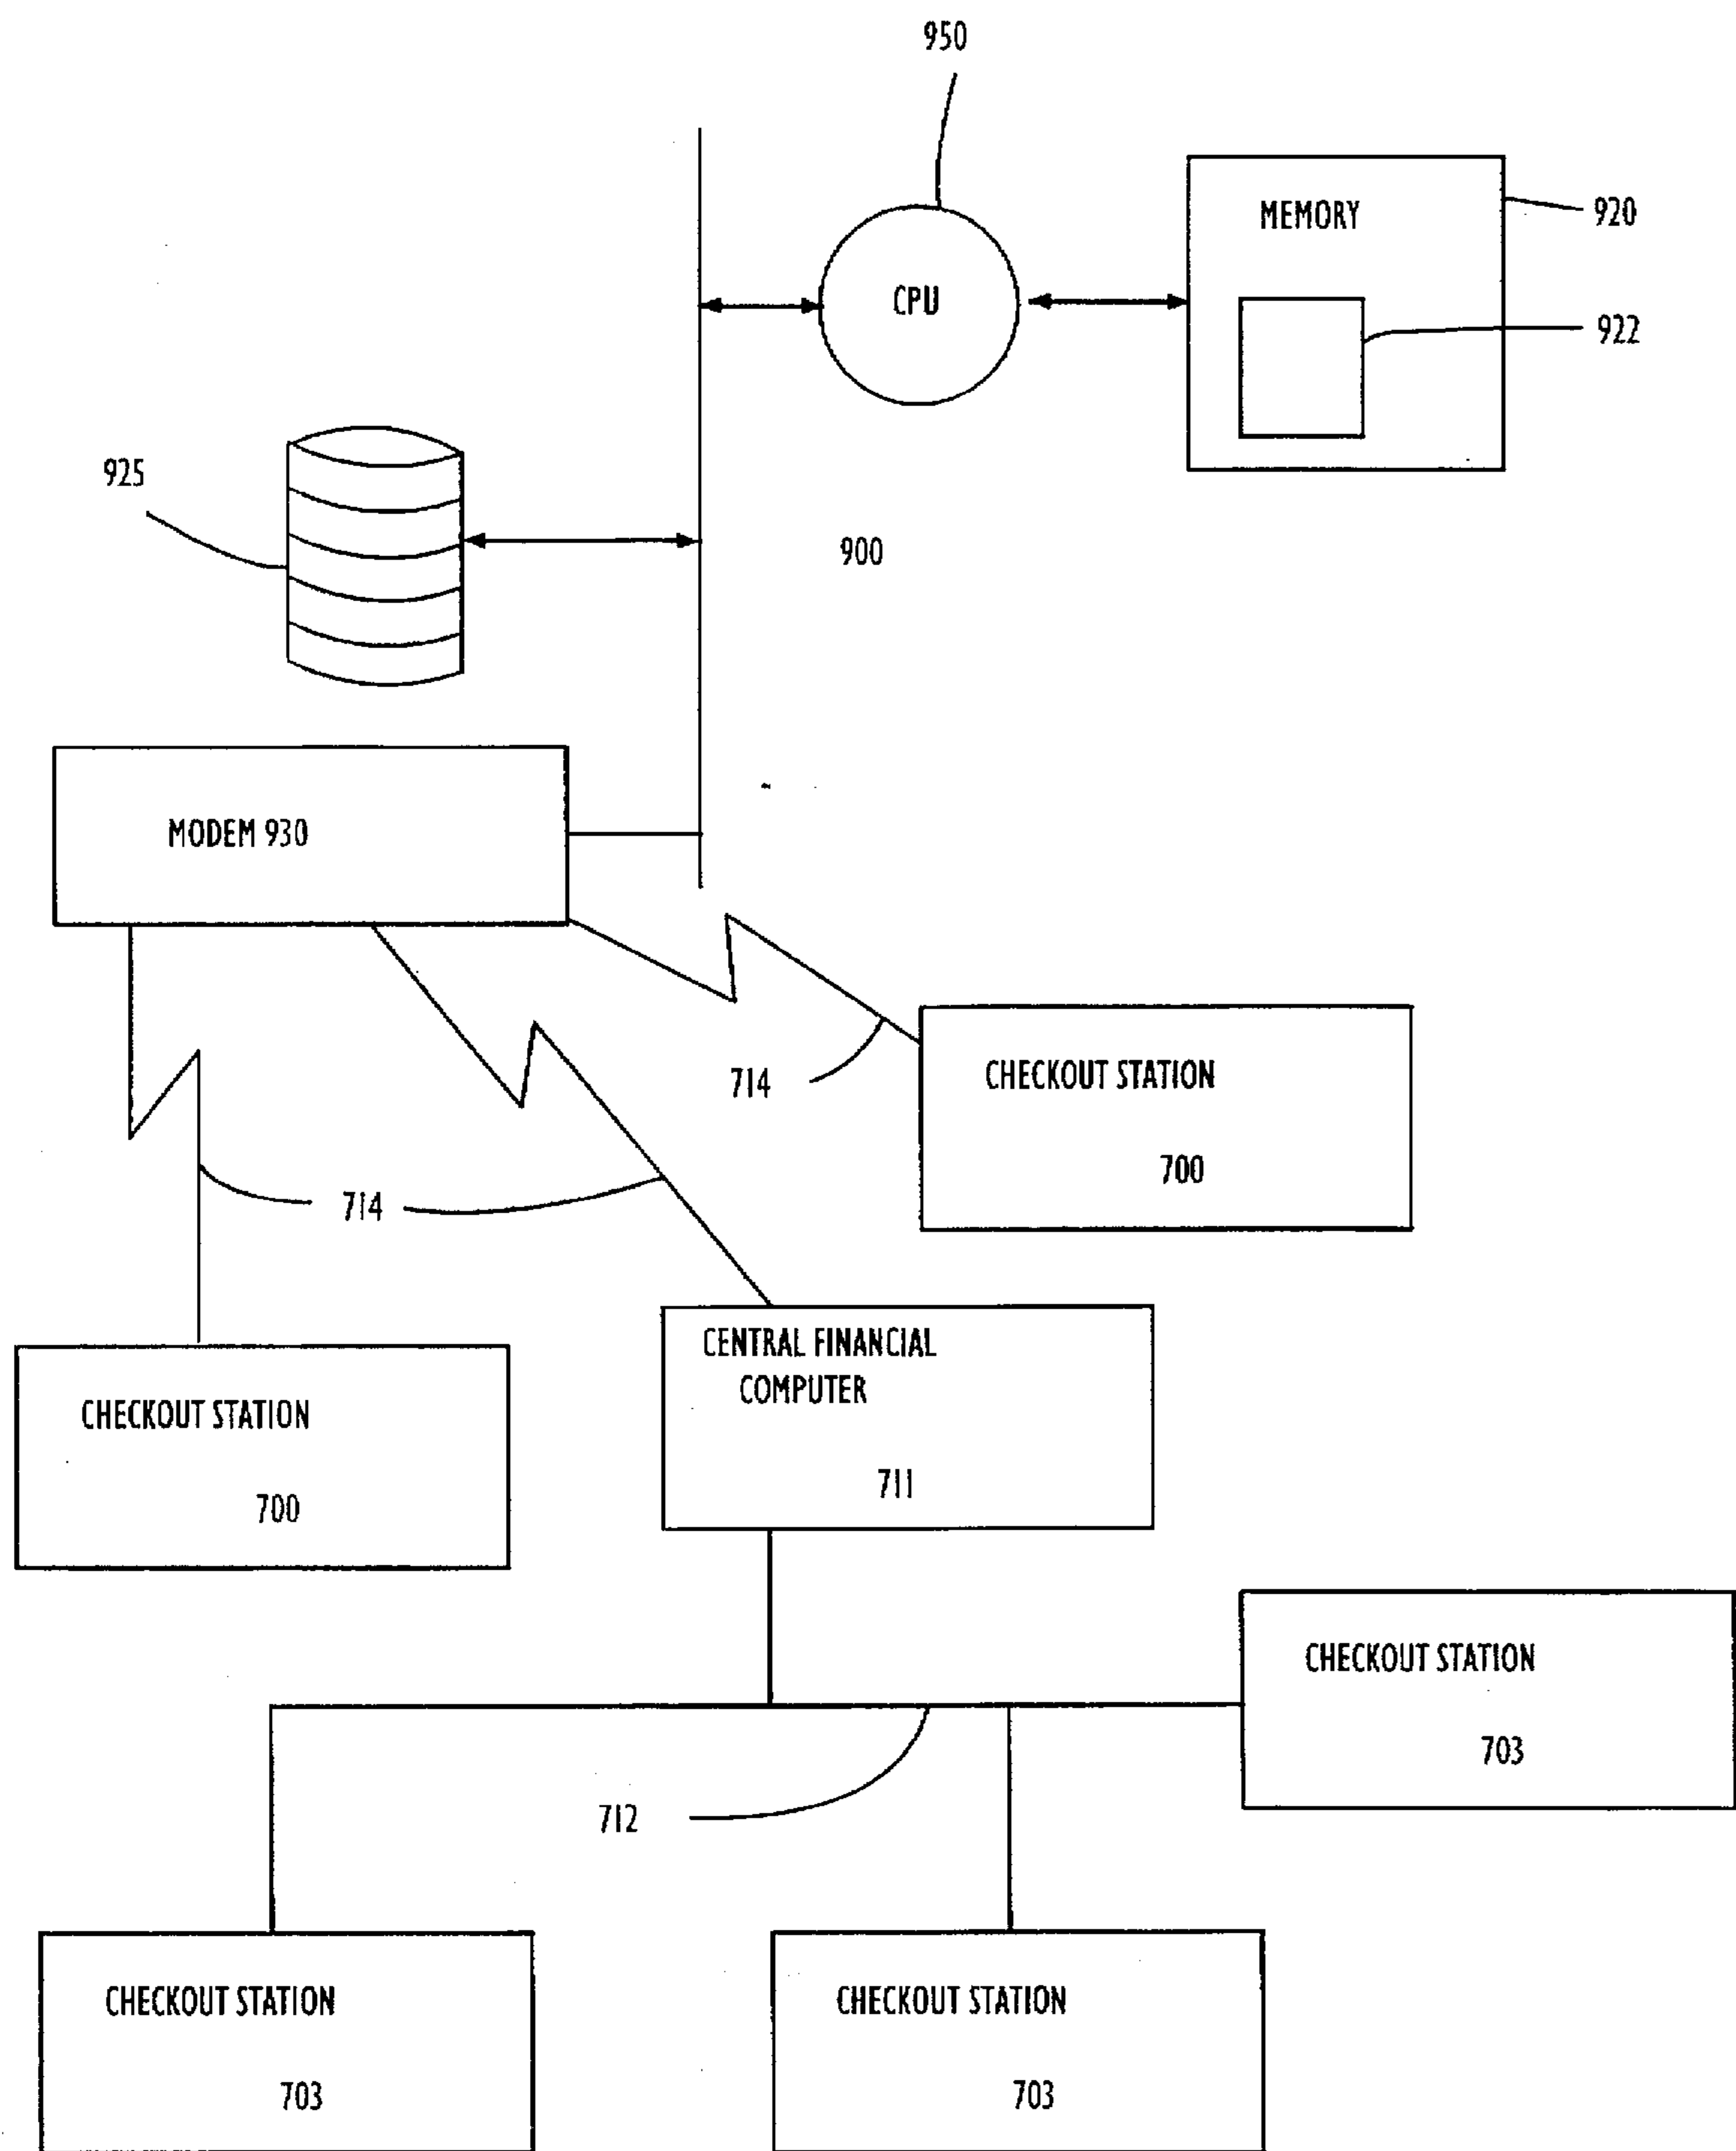 950
MEMORY
920
CPU
922
925
900
MODEM 930
714
CHECKOUT STATION
700
714
CENTRAL FINANCIAL
COMPUTER
711
CHECKOUT STATION
700
CHECKOUT STATION
703
712
CHECKOUT STATION
703
CHECKOUT STATION
703